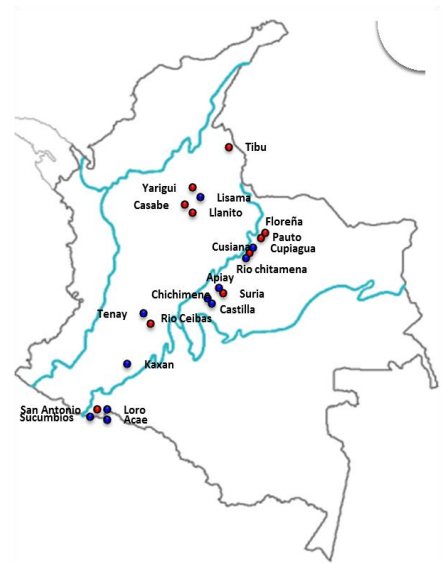 Tibu
Yarigui
Lisama
Casabe
Llanito
Floreña
Pauto
Cusiana
Cupiagua
Rio chitamena
Apiay
Chichimene
Suria
Castilla
Tenay
Rio Ceibas
Kaxan
San Antonio
Loro
Sucumbios
Acae